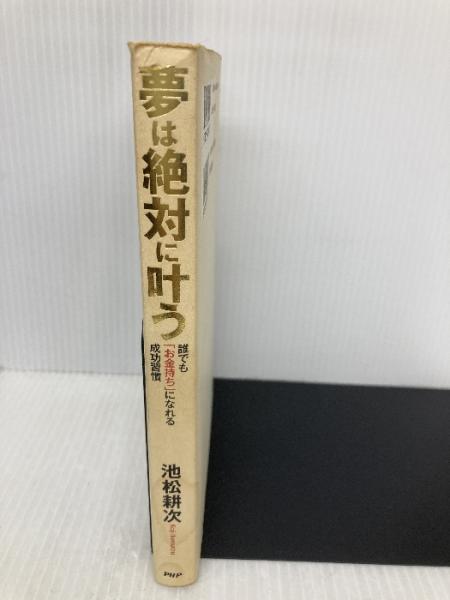 夢は絶対に叶う
誰でも
「お金持ち」になれる
成功習慣
池松耕次
PHP